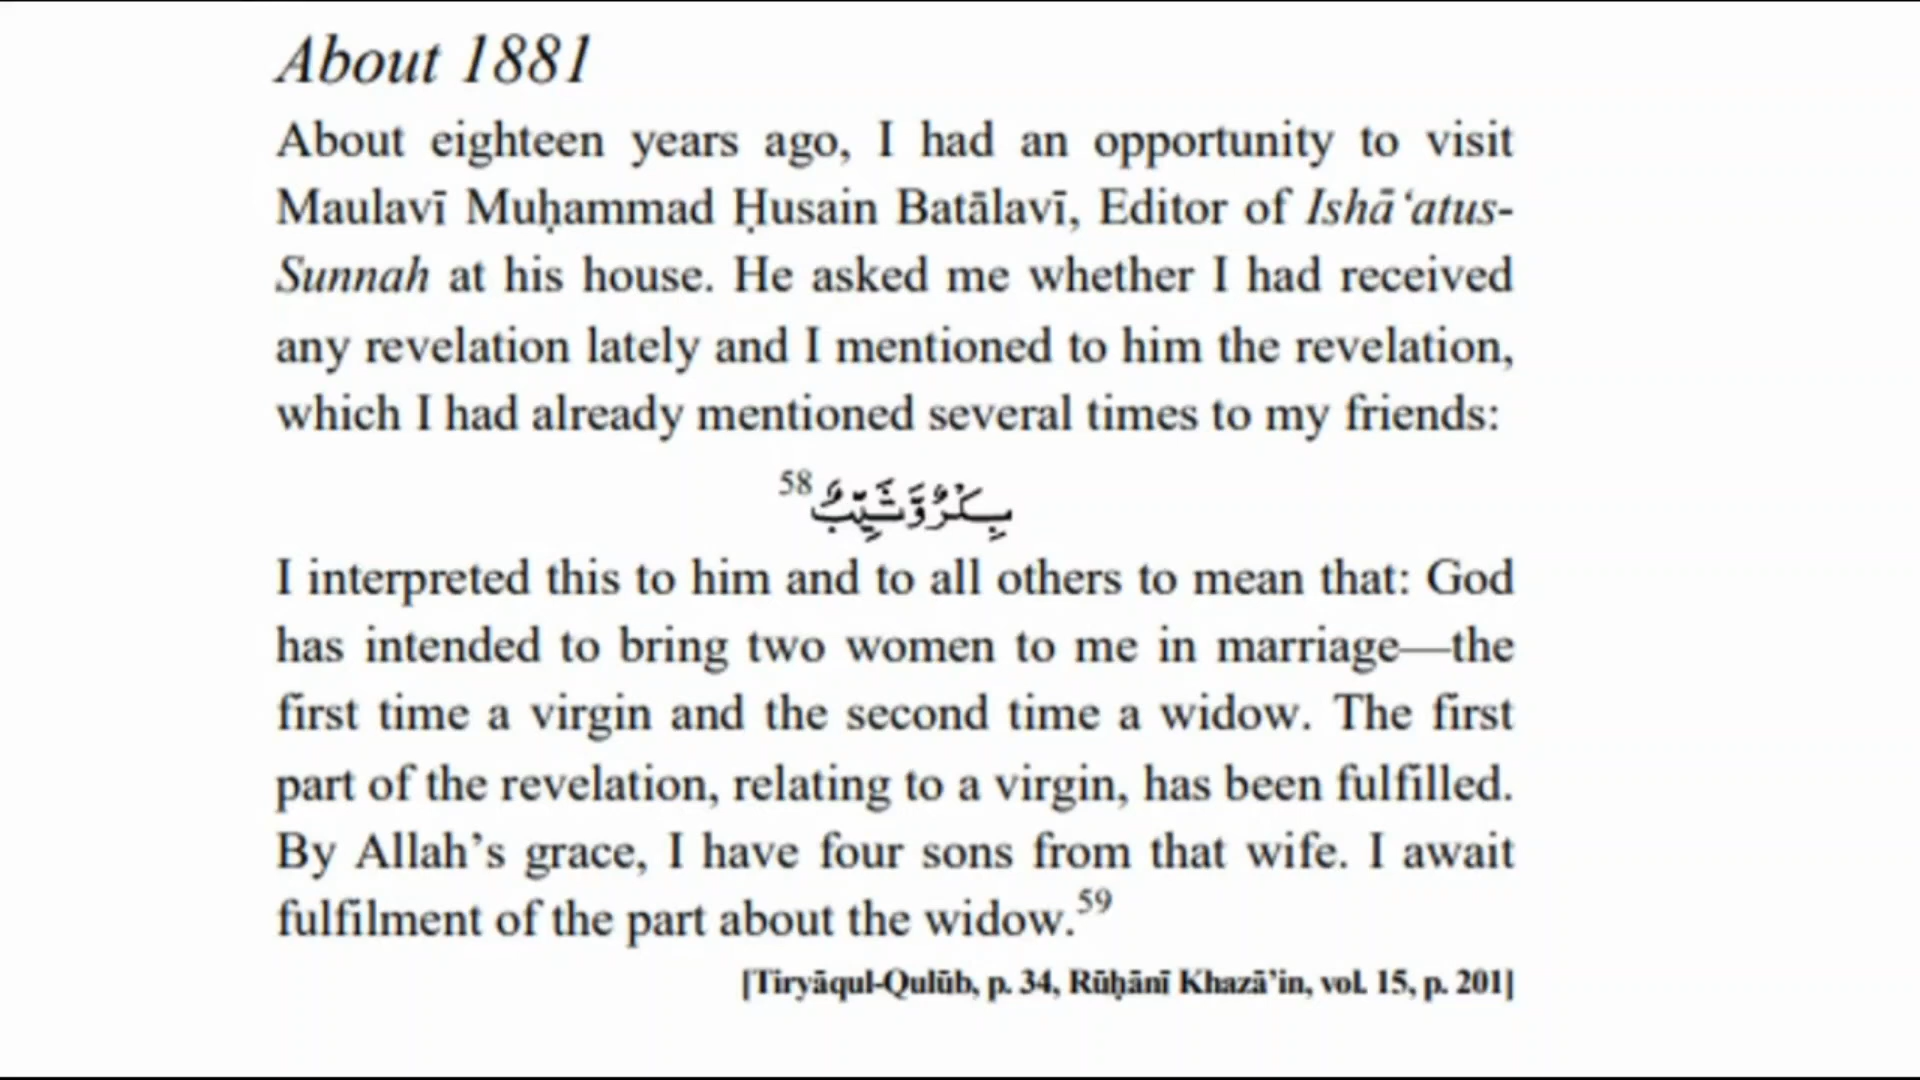 About 1881
About eighteen years ago, I had an opportunity to visit
Maulavī Muḥammad Ḥusain Batālavī, Editor of Ishā‘atus-
Sunnah at his house. He asked me whether I had received
any revelation lately and I mentioned to him the revelation,
which I had already mentioned several times to my friends:
بِكْرٌ وَّثَيِّبٌ 58
I interpreted this to him and to all others to mean that: God
has intended to bring two women to me in marriage—the
first time a virgin and the second time a widow. The first
part of the revelation, relating to a virgin, has been fulfilled.
By Allah’s grace, I have four sons from that wife. I await
fulfilment of the part about the widow.59
[Tiryāqul-Qulūb, p. 34, Rūḥānī Khazā’in, vol. 15, p. 201]